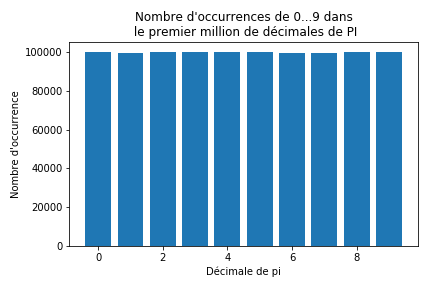 Nombre d'occurrences de 0...9 dans
le premier million de décimales de PI
100000
80000
60000
40000
20000
0
Nombre d'occurrence
0 2 4 6 8
Décimale de pi